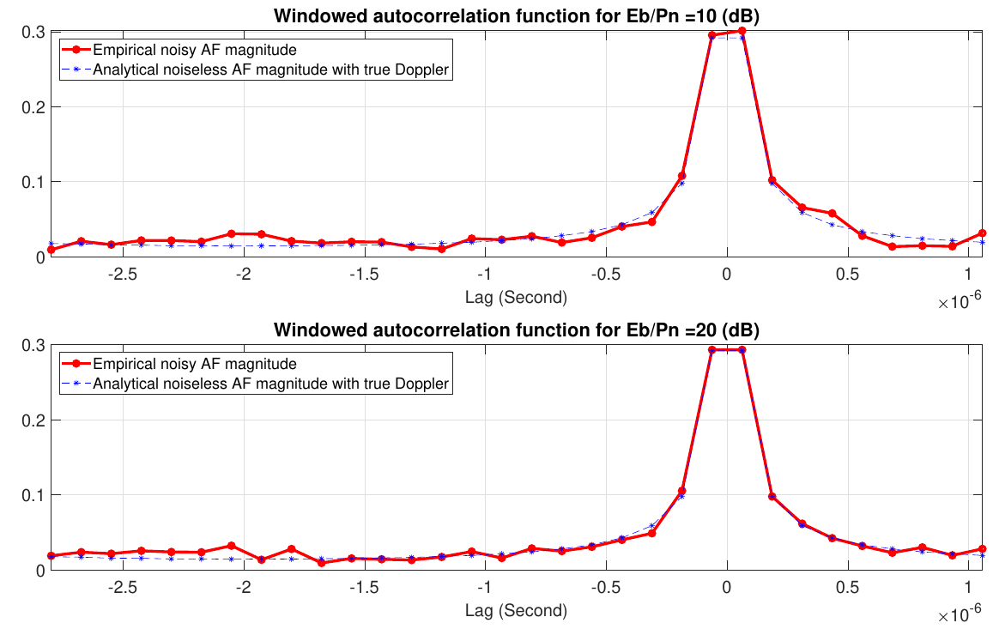 Windowed autocorrelation function for Eb/Pn =10 (dB)
0.3
Empirical noisy AF magnitude
Analytical noiseless AF magnitude with true Doppler
0.2
0.1
0
-2.5 -2 -1.5 -1 -0.5 0 0.5 1
Lag (Second)
×10-6
Windowed autocorrelation function for Eb/Pn =20 (dB)
0.3
Empirical noisy AF magnitude
Analytical noiseless AF magnitude with true Doppler
0.2
0.1
0
-2.5 -2 -1.5 -1 -0.5 0 0.5 1
Lag (Second)
×10-6